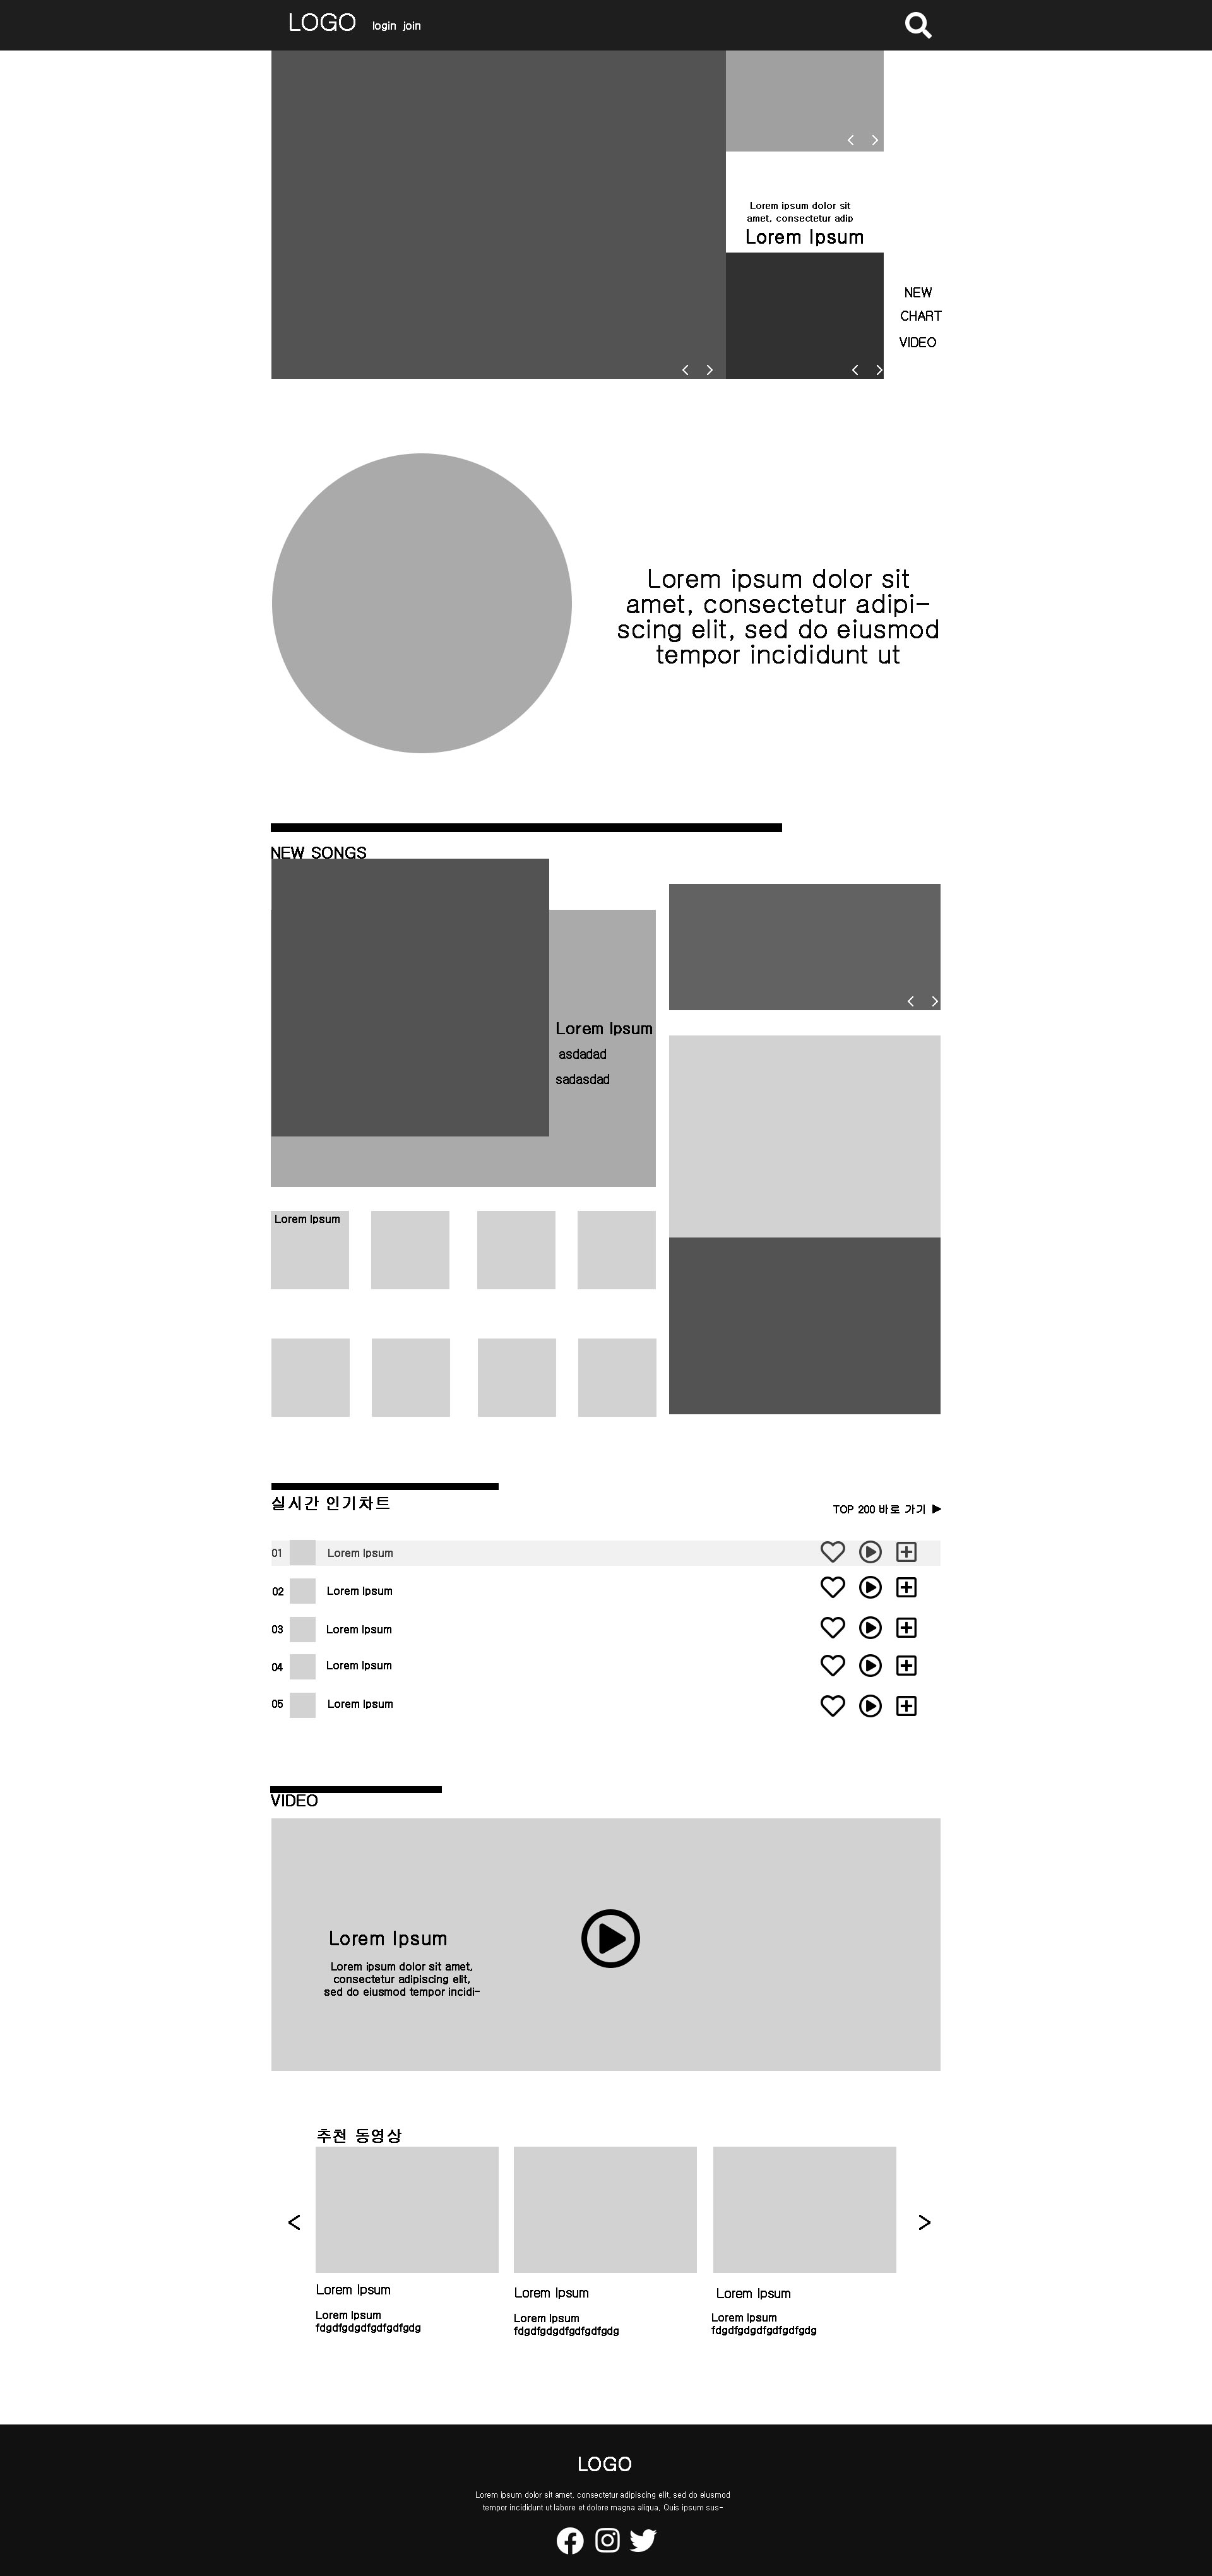 LOGO
login join
Lorem ipsum dolor sit
amet, consectetur adip
Lorem Ipsum
NEW
CHART
VIDEO
Lorem ipsum dolor sit
amet, consectetur adipi-
scing elit, sed do eiusmod
tempor incididunt ut
NEW SONGS
Lorem Ipsum
asdadad
sadasdad
Lorem Ipsum
실시간 인기차트
TOP 200 바로 가기 ▶
01 Lorem Ipsum
02 Lorem Ipsum
03 Lorem Ipsum
04 Lorem Ipsum
05 Lorem Ipsum
VIDEO
Lorem Ipsum
Lorem ipsum dolor sit amet,
consectetur adipiscing elit,
sed do eiusmod tempor incidi-
추천 동영상
< >
Lorem Ipsum
Lorem Ipsum
fdgdfgdgdfgdfgdfgdg
Lorem Ipsum
Lorem Ipsum
fdgdfgdgdfgdfgdfgdg
Lorem Ipsum
Lorem Ipsum
fdgdfgdgdfgdfgdfgdg
LOGO
Lorem ipsum dolor sit amet, consectetur adipiscing elit, sed do eiusmod
tempor incididunt ut labore et dolore magna aliqua. Quis ipsum sus-